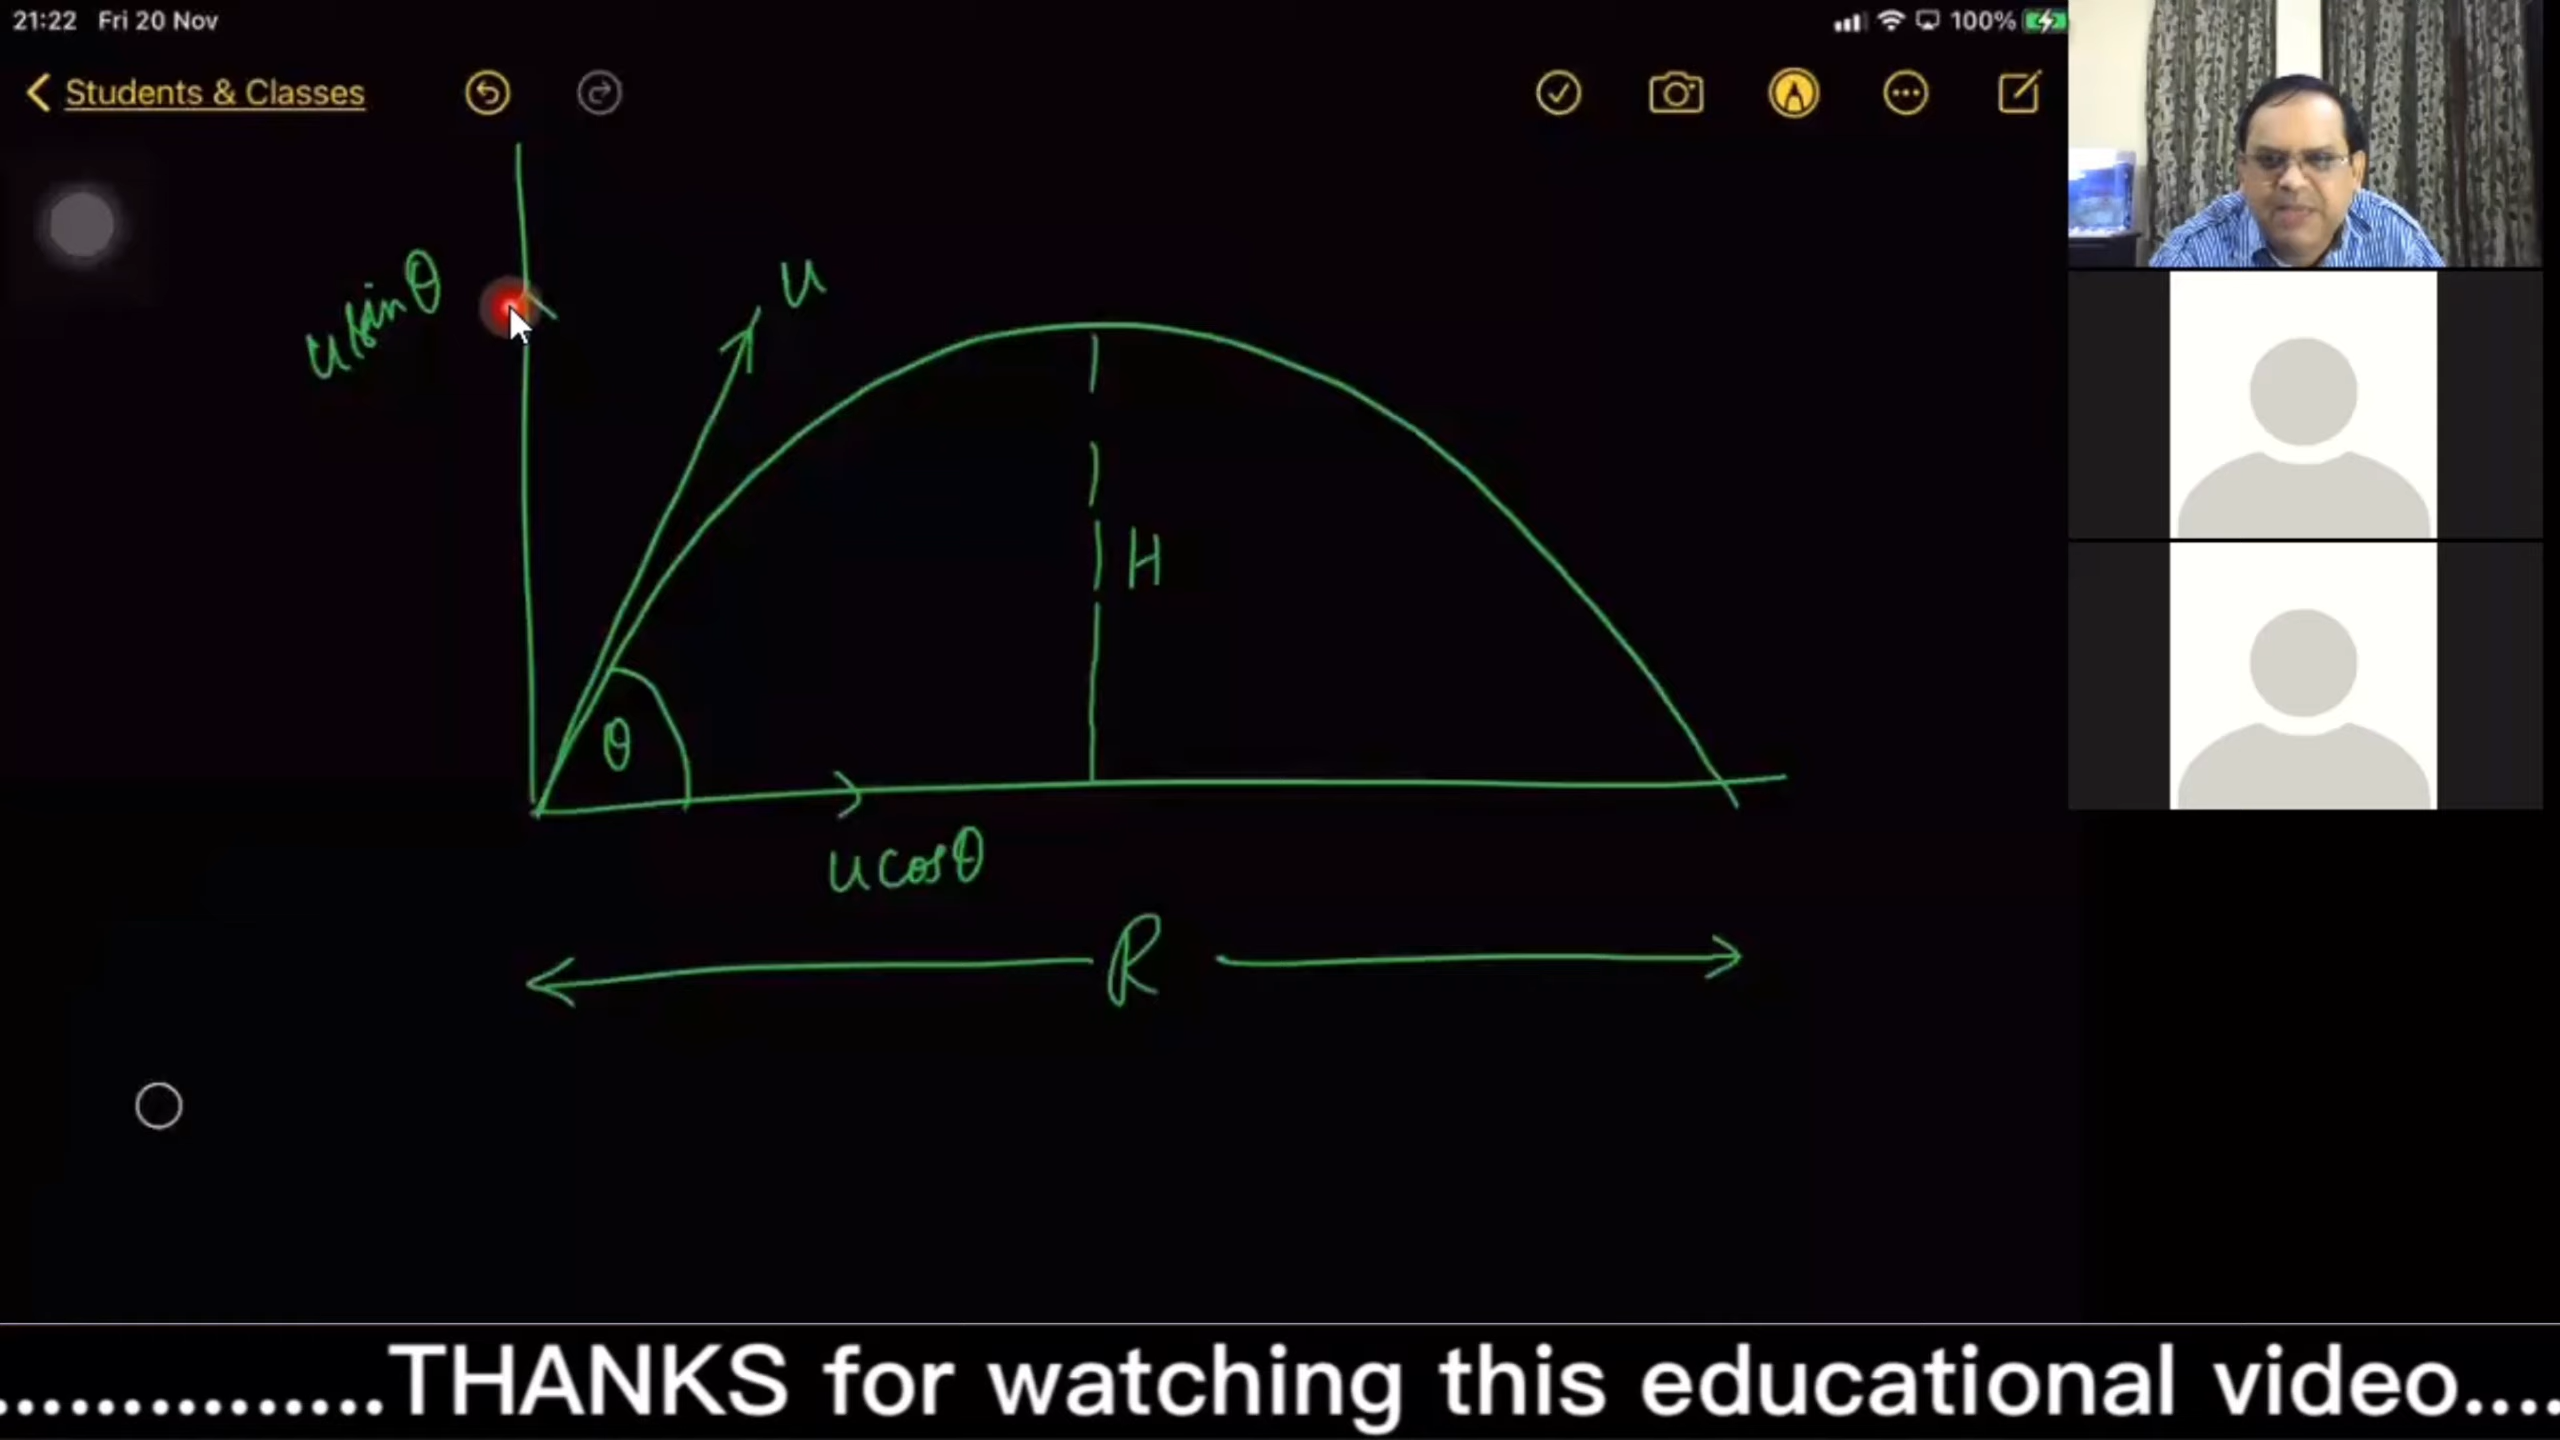 21:22 Fri 20 Nov 100%
Students & Classes
u sinθ
u
H
θ
u cosθ
R
...............THANKS for watching this educational video....